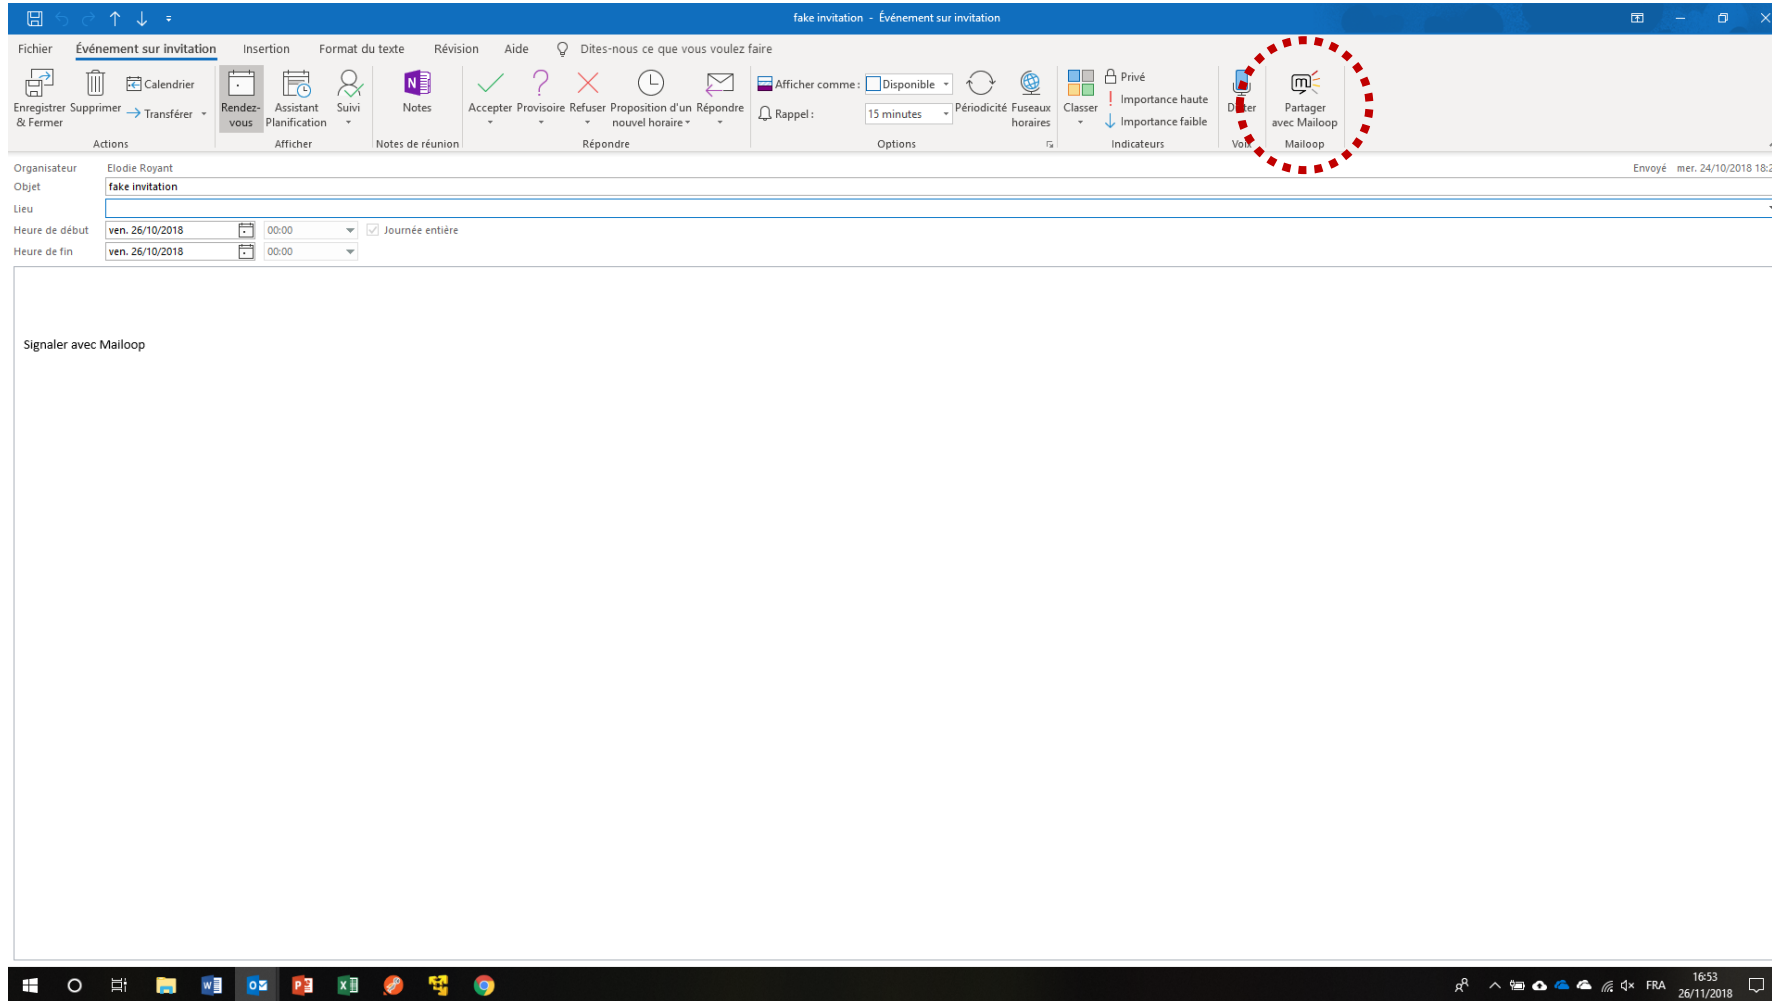 fake invitation - Événement sur invitation
Fichier Événement sur invitation Insertion Format du texte Révision Aide Dites-nous ce que vous voulez faire
Calendrier Afficher comme : Disponible Privé
Enregistrer Supprimer Transférer Rendez- Assistant Suivi Notes Accepter Provisoire Refuser Proposition d'un Répondre Rappel : 15 minutes Périodicité Fuseaux Classer Importance haute Partager
& Fermer vous Planification nouvel horaire horaires Importance faible avec Mailoop
Actions Afficher Notes de réunion Répondre Options Indicateurs Voix Mailoop
Organisateur Elodie Royant Envoyé mer. 24/10/2018
Objet fake invitation
Lieu
Heure de début ven. 26/10/2018 00:00 Journée entière
Heure de fin ven. 26/10/2018 00:00
Signaler avec Mailoop
FRA 16:53
26/11/2018